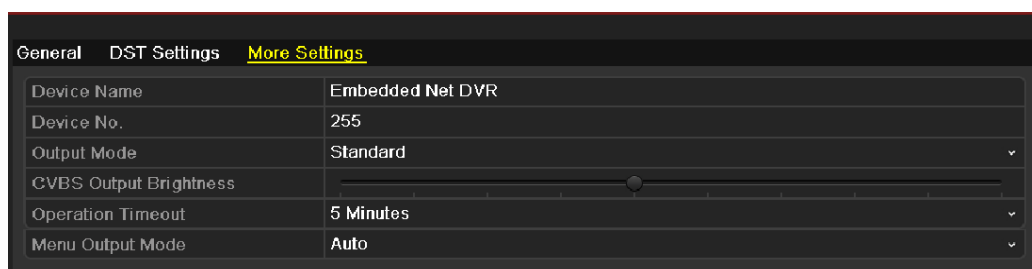 General DST Settings More Settings
Device Name Embedded Net DVR
Device No. 255
Output Mode Standard
CVBS Output Brightness
Operation Timeout 5 Minutes
Menu Output Mode Auto